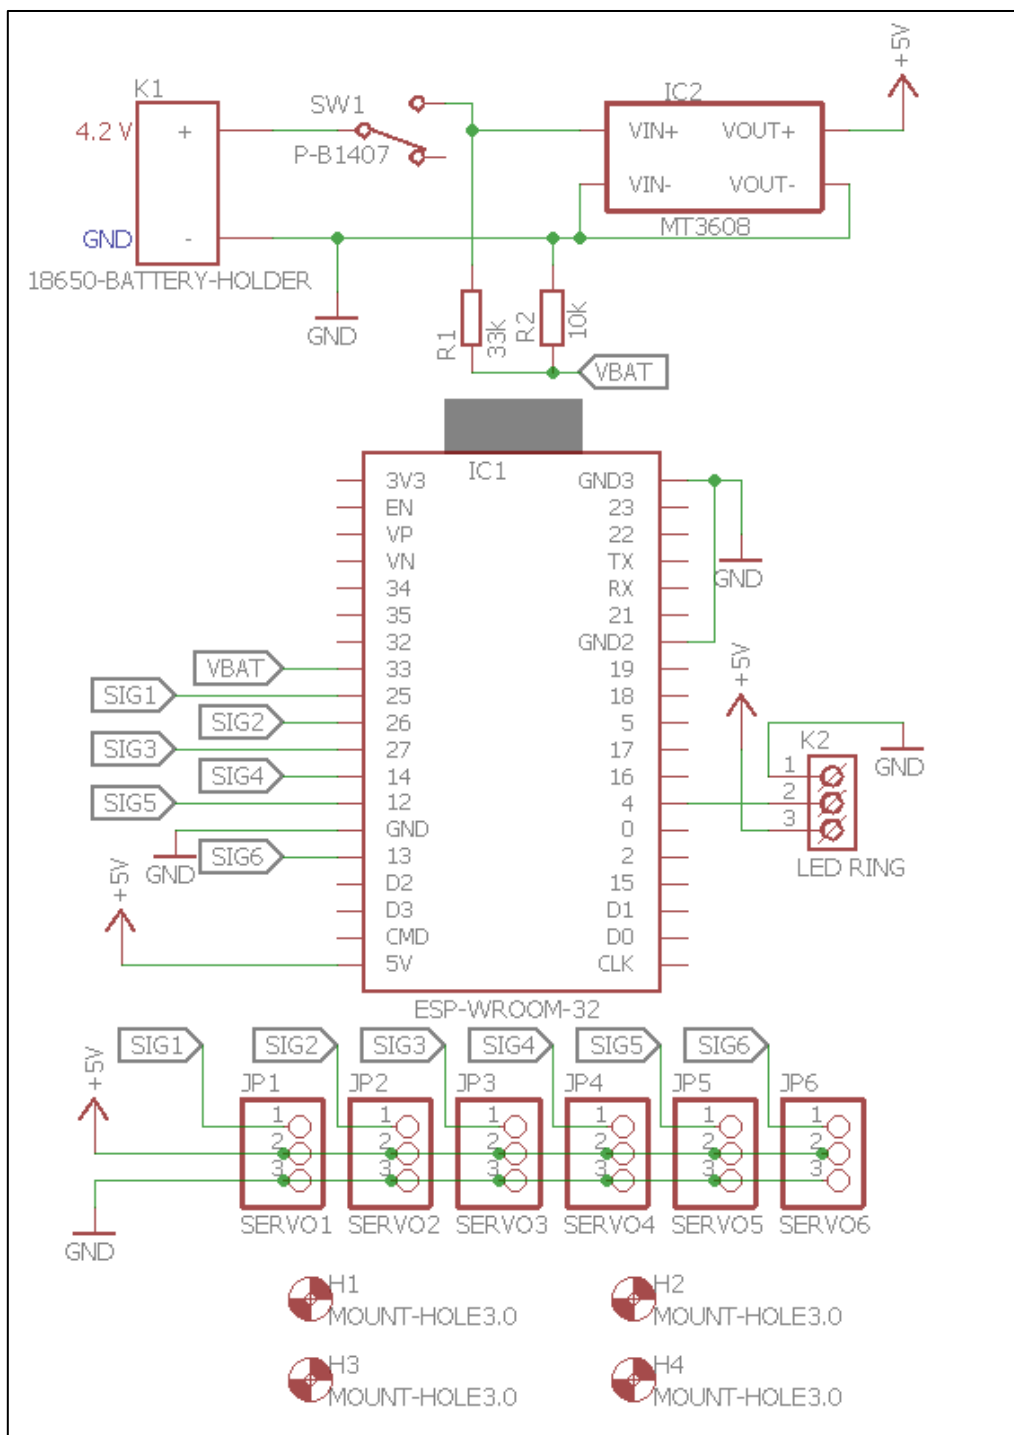 +5V
K1
SW1
IC2
4.2 V
+
P-B1407
VIN+
VOUT+
VIN-
VOUT-
GND
-
MT3608
18650-BATTERY-HOLDER
GND
R1
33K
R2
10K
VBAT
IC1
3V3
GND3
EN
23
VP
22
VN
TX
GND
34
RX
35
21
32
GND2
VBAT
33
19
+5V
SIG1
25
18
SIG2
26
5
K2
SIG3
27
17
GND
SIG4
14
16
1
SIG5
12
4
2
GND
0
3
GND
SIG6
13
2
LED RING
+5V
D2
15
D3
D1
CMD
D0
5V
CLK
ESP-WROOM-32
SIG1
SIG2
SIG3
SIG4
SIG5
SIG6
+5V
JP1
JP2
JP3
JP4
JP5
JP6
1
1
1
1
1
1
2
2
2
2
2
2
3
3
3
3
3
3
GND
SERVO1
SERVO2
SERVO3
SERVO4
SERVO5
SERVO6
H1
MOUNT-HOLE3.0
H2
MOUNT-HOLE3.0
H3
MOUNT-HOLE3.0
H4
MOUNT-HOLE3.0